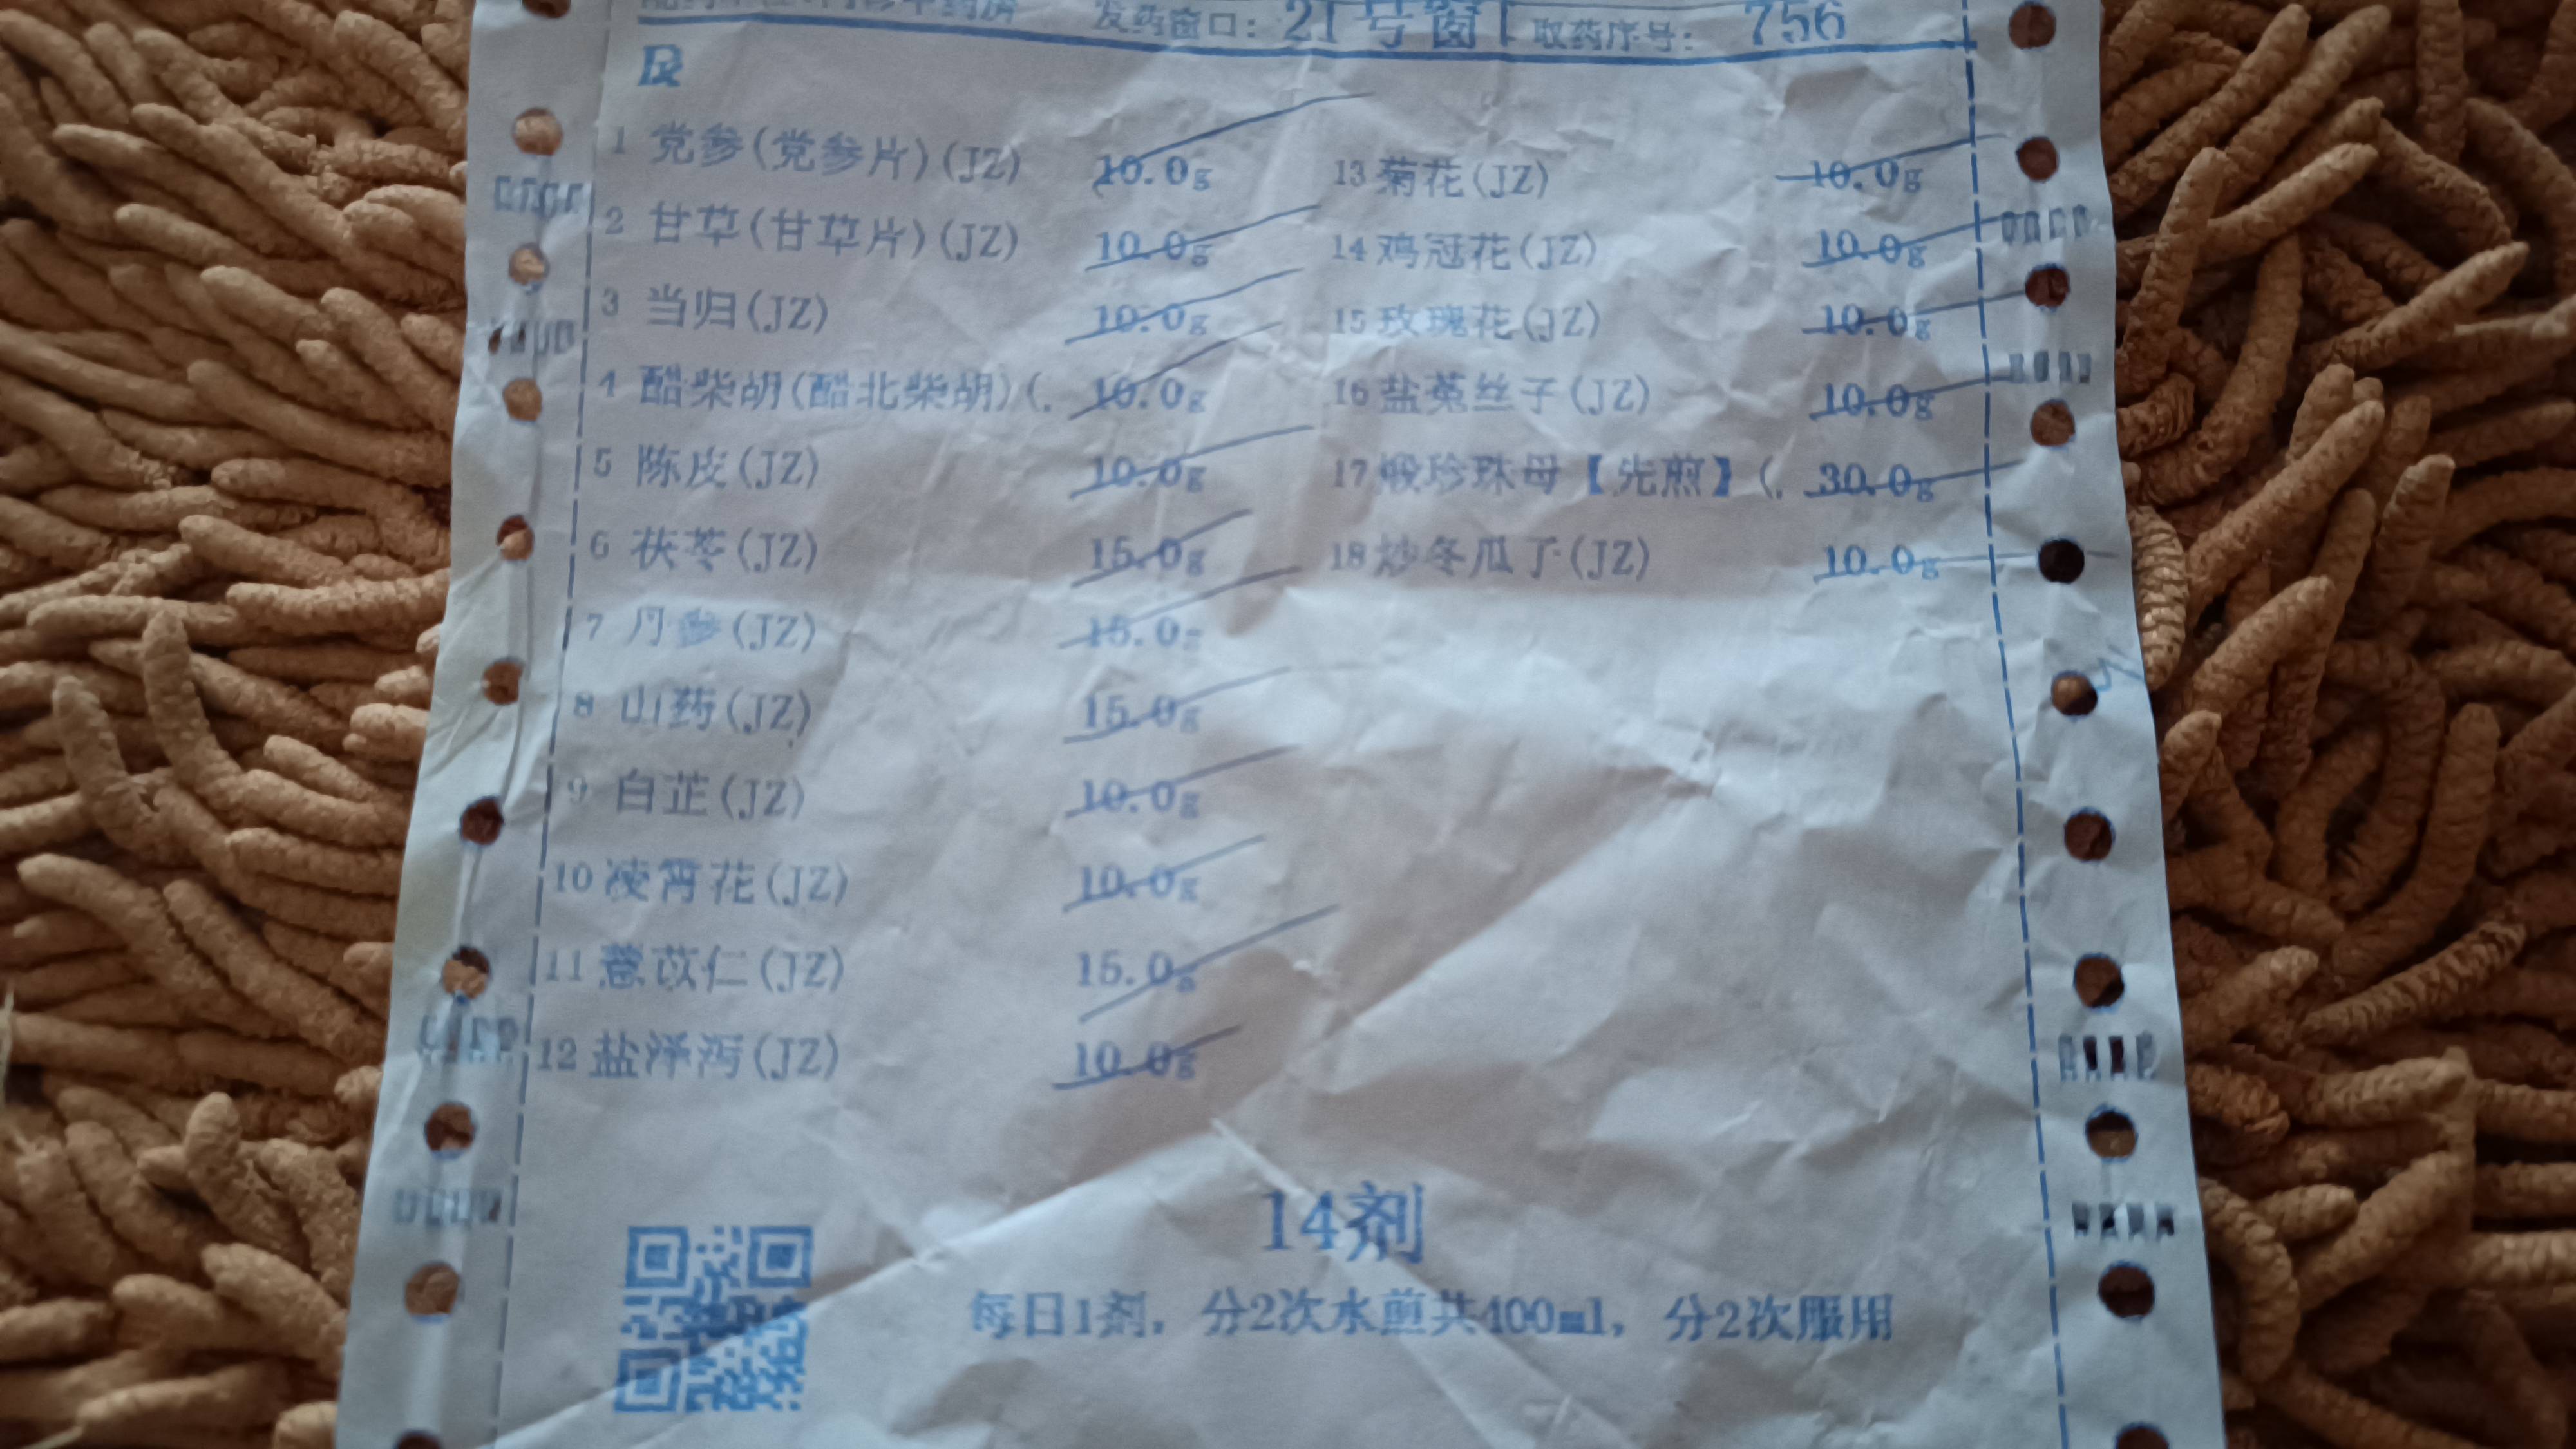 发药窗口: 21号窗 取药序号: 756
R
1 党参(党参片)(JZ) 10.0g
2 甘草(甘草片)(JZ) 10.0g
3 当归(JZ) 10.0g
4 醋柴胡(醋北柴胡)(. 10.0g
5 陈皮(JZ) 10.0g
6 茯苓(JZ) 15.0g
7 丹参(JZ) 15.0g
8 山药(JZ) 15.0g
9 白芷(JZ) 10.0g
10 凌霄花(JZ) 10.0g
11 薏苡仁(JZ) 15.0g
12 盐泽泻(JZ) 10.0g
13 菊花(JZ) 10.0g
14 鸡冠花(JZ) 10.0g
15 玫瑰花(JZ) 10.0g
16 盐菟丝子(JZ) 10.0g
17 煅珍珠母【先煎】(. 30.0g
18 炒冬瓜子(JZ) 10.0g
14剂
每日1剂，分2次水煎共400ml，分2次服用